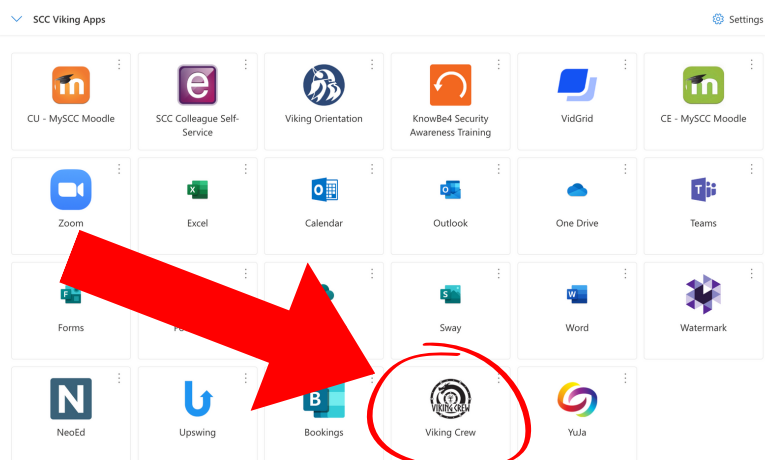 SCC Viking Apps
Settings
CU - MySCC Moodle
SCC Colleague Self-
Service
Viking Orientation
KnowBe4 Security
Awareness Training
VidGrid
CE - MySCC Moodle
Zoom
Excel
Calendar
Outlook
One Drive
Teams
Forms
Sway
Word
Watermark
NeoEd
Upswing
Bookings
VIKING CREW
Viking Crew
YuJa